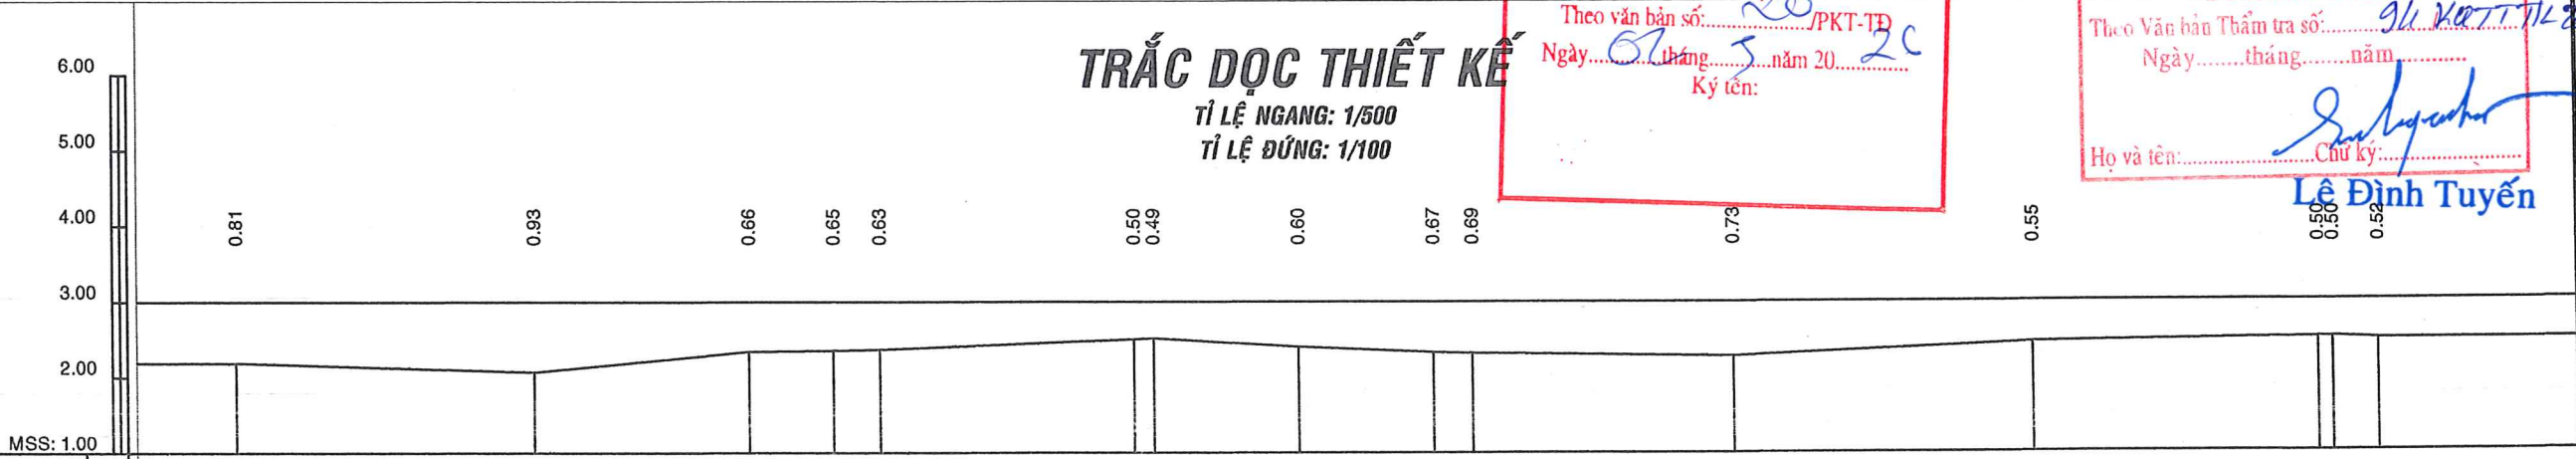 TRẮC DỌC THIẾT KẾ
TỈ LỆ NGANG: 1/500
TỈ LỆ ĐỨNG: 1/100
Theo văn bản số:........../PKT-TĐ
Ngày..........tháng.....5...năm 20..........
Ký tên:
Theo Văn bản Thẩm tra số:..........
Ngày........tháng........năm..........
Họ và tên:....................Chữ ký:....................
Lê Đình Tuyến
6.00
5.00
4.00
3.00
2.00
MSS: 1.00
0.81
0.93
0.66
0.65
0.63
0.50
0.49
0.60
0.67
0.69
0.73
0.55
0.50
0.50
0.52